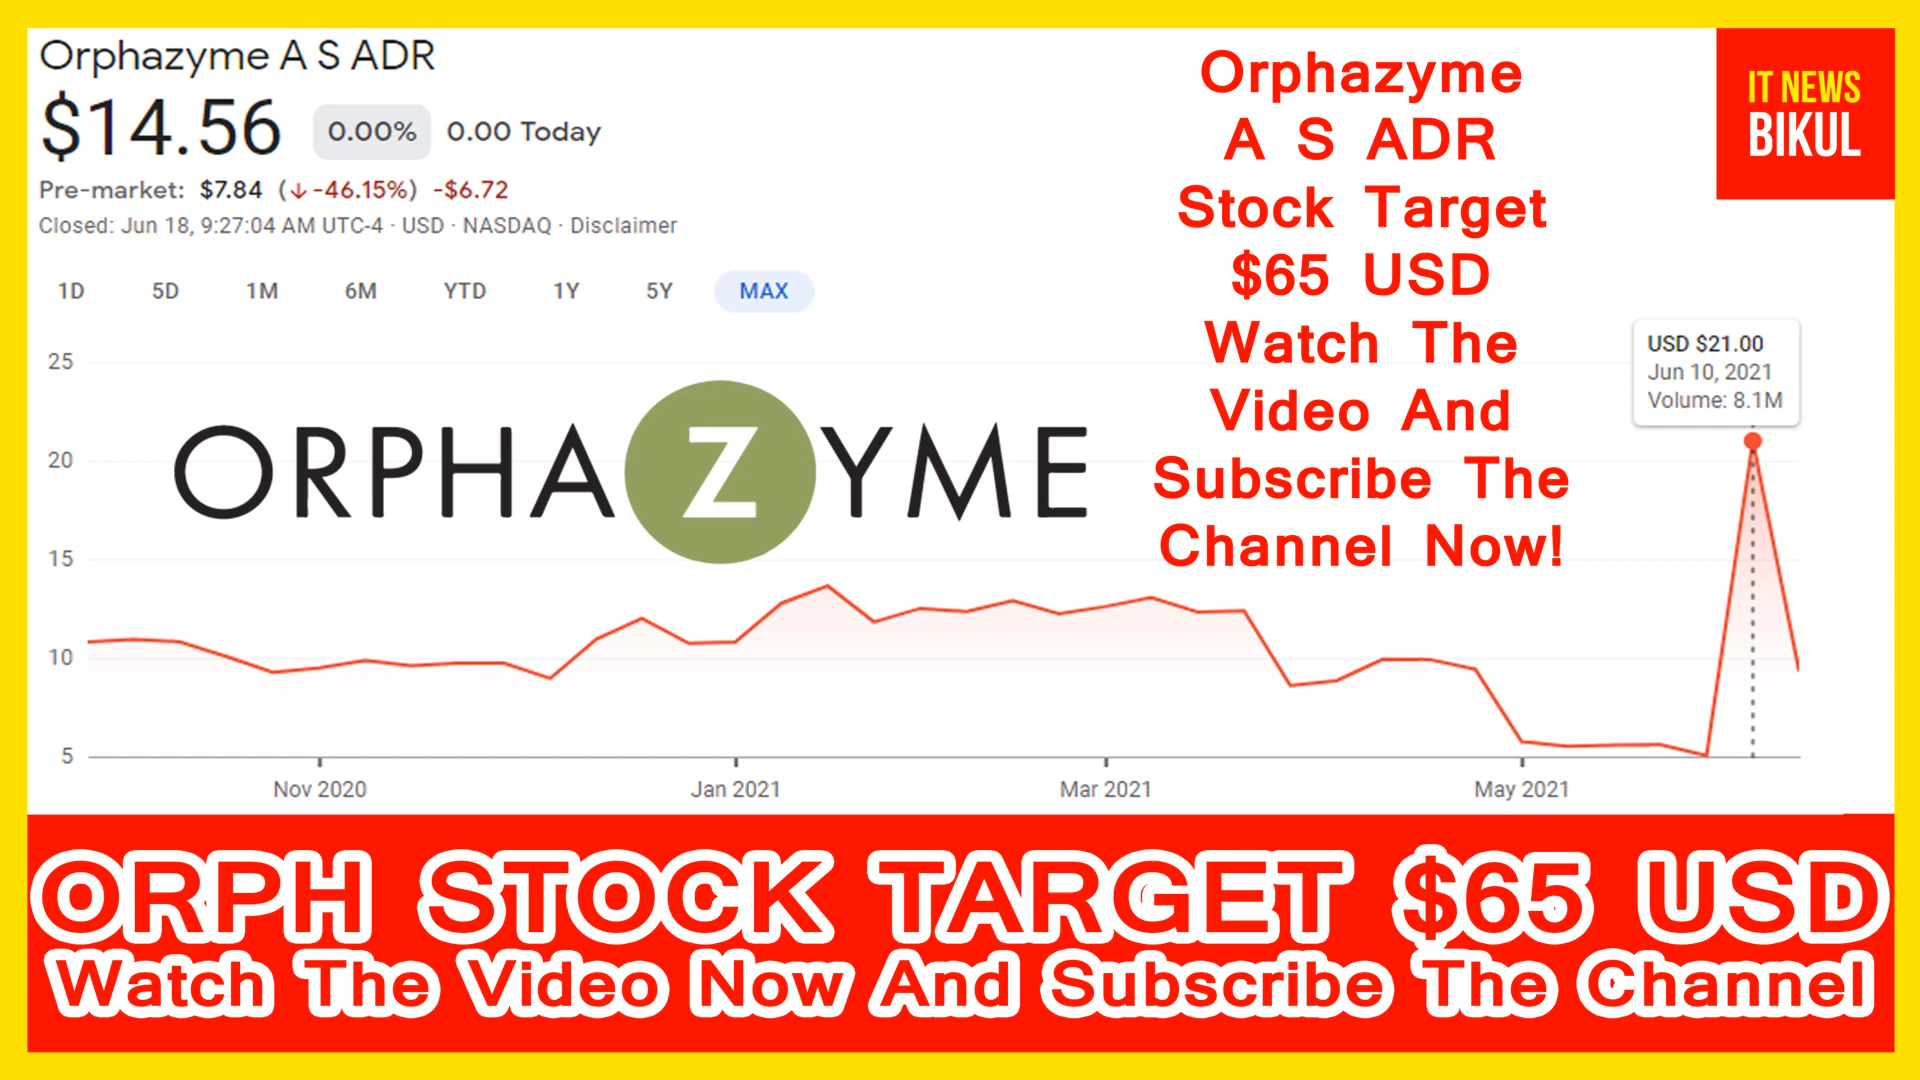 Orphazyme A S ADR
$14.56 0.00% 0.00 Today
Pre-market: $7.84 (↓-46.15%) -$6.72
Closed: Jun 18, 9:27:04 AM UTC-4 · USD · NASDAQ · Disclaimer
1D 5D 1M 6M YTD 1Y 5Y MAX
Orphazyme
A S ADR
Stock Target
$65 USD
Watch The
Video And
Subscribe The
Channel Now!
IT NEWS
BIKUL
USD $21.00
Jun 10, 2021
Volume: 8.1M
ORPHAZYME
25
20
15
10
5
Nov 2020 Jan 2021 Mar 2021 May 2021
ORPH STOCK TARGET $65 USD
Watch The Video Now And Subscribe The Channel